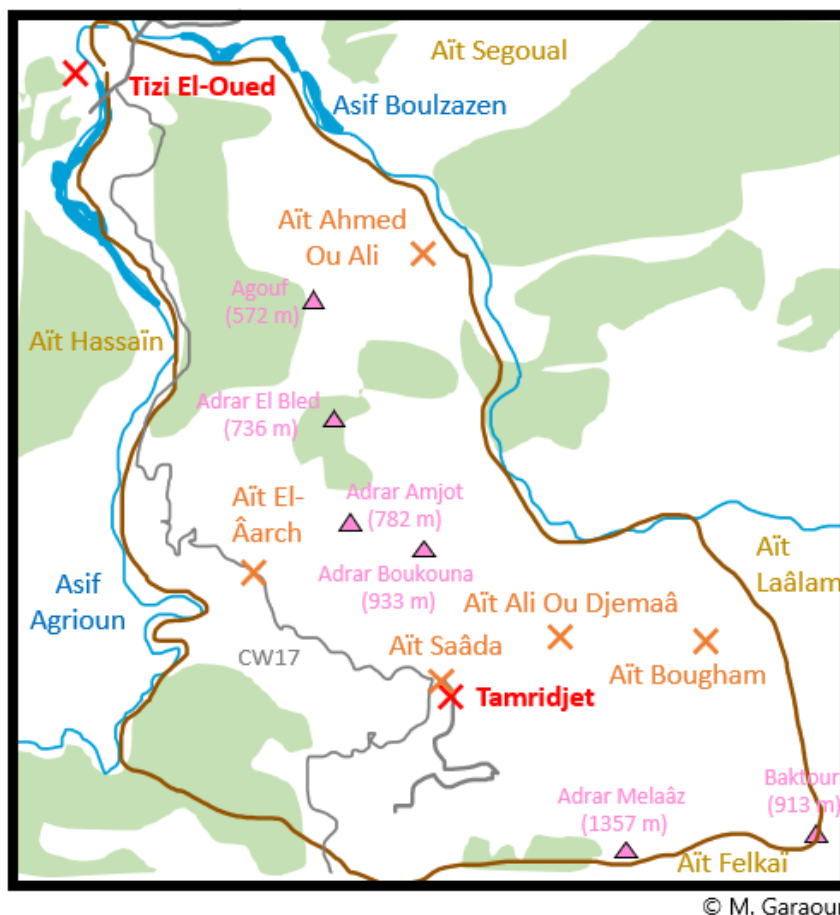 Aït Segoual
Tizi El-Oued
Asif Boulzazen
Aït Ahmed
Ou Ali
Agouf
(572 m)
Aït Hassaïn
Adrar El Bled
(736 m)
Aït El-
Âarch
Adrar Amjot
(782 m)
Adrar Boukouna
(933 m)
Aït
Laâlam
Asif
Agrioun
Aït Ali Ou Djemaâ
CW17
Aït Saâda
Aït Bougham
Tamridjet
Baktour
(913 m)
Adrar Melaâz
(1357 m)
Aït Felkaï
© M. Garaour